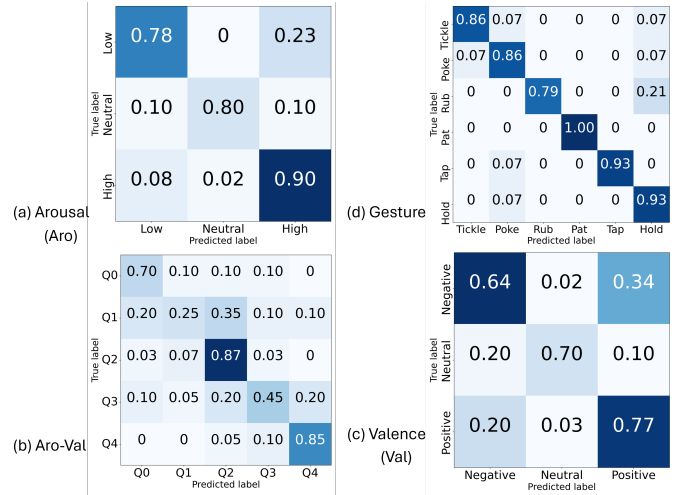 Low 0.78 0 0.23
Neutral 0.10 0.80 0.10
High 0.08 0.02 0.90
True label
Low Neutral High
Predicted label
(a) Arousal
(Aro)
Tickle 0.86 0.07 0 0 0 0.07
Poke 0.07 0.86 0 0 0 0.07
Rub 0 0 0.79 0 0 0.21
Pat 0 0 0 1.00 0 0
Tap 0 0.07 0 0 0.93 0
Hold 0 0.07 0 0 0 0.93
True label
Tickle Poke Rub Pat Tap Hold
Predicted label
(d) Gesture
Q0 0.70 0.10 0.10 0.10 0
Q1 0.20 0.25 0.35 0.10 0.10
Q2 0.03 0.07 0.87 0.03 0
Q3 0.10 0.05 0.20 0.45 0.20
Q4 0 0 0.05 0.10 0.85
True label
Q0 Q1 Q2 Q3 Q4
Predicted label
(b) Aro-Val
Negative 0.64 0.02 0.34
Neutral 0.20 0.70 0.10
Positive 0.20 0.03 0.77
True label
Negative Neutral Positive
Predicted label
(c) Valence
(Val)